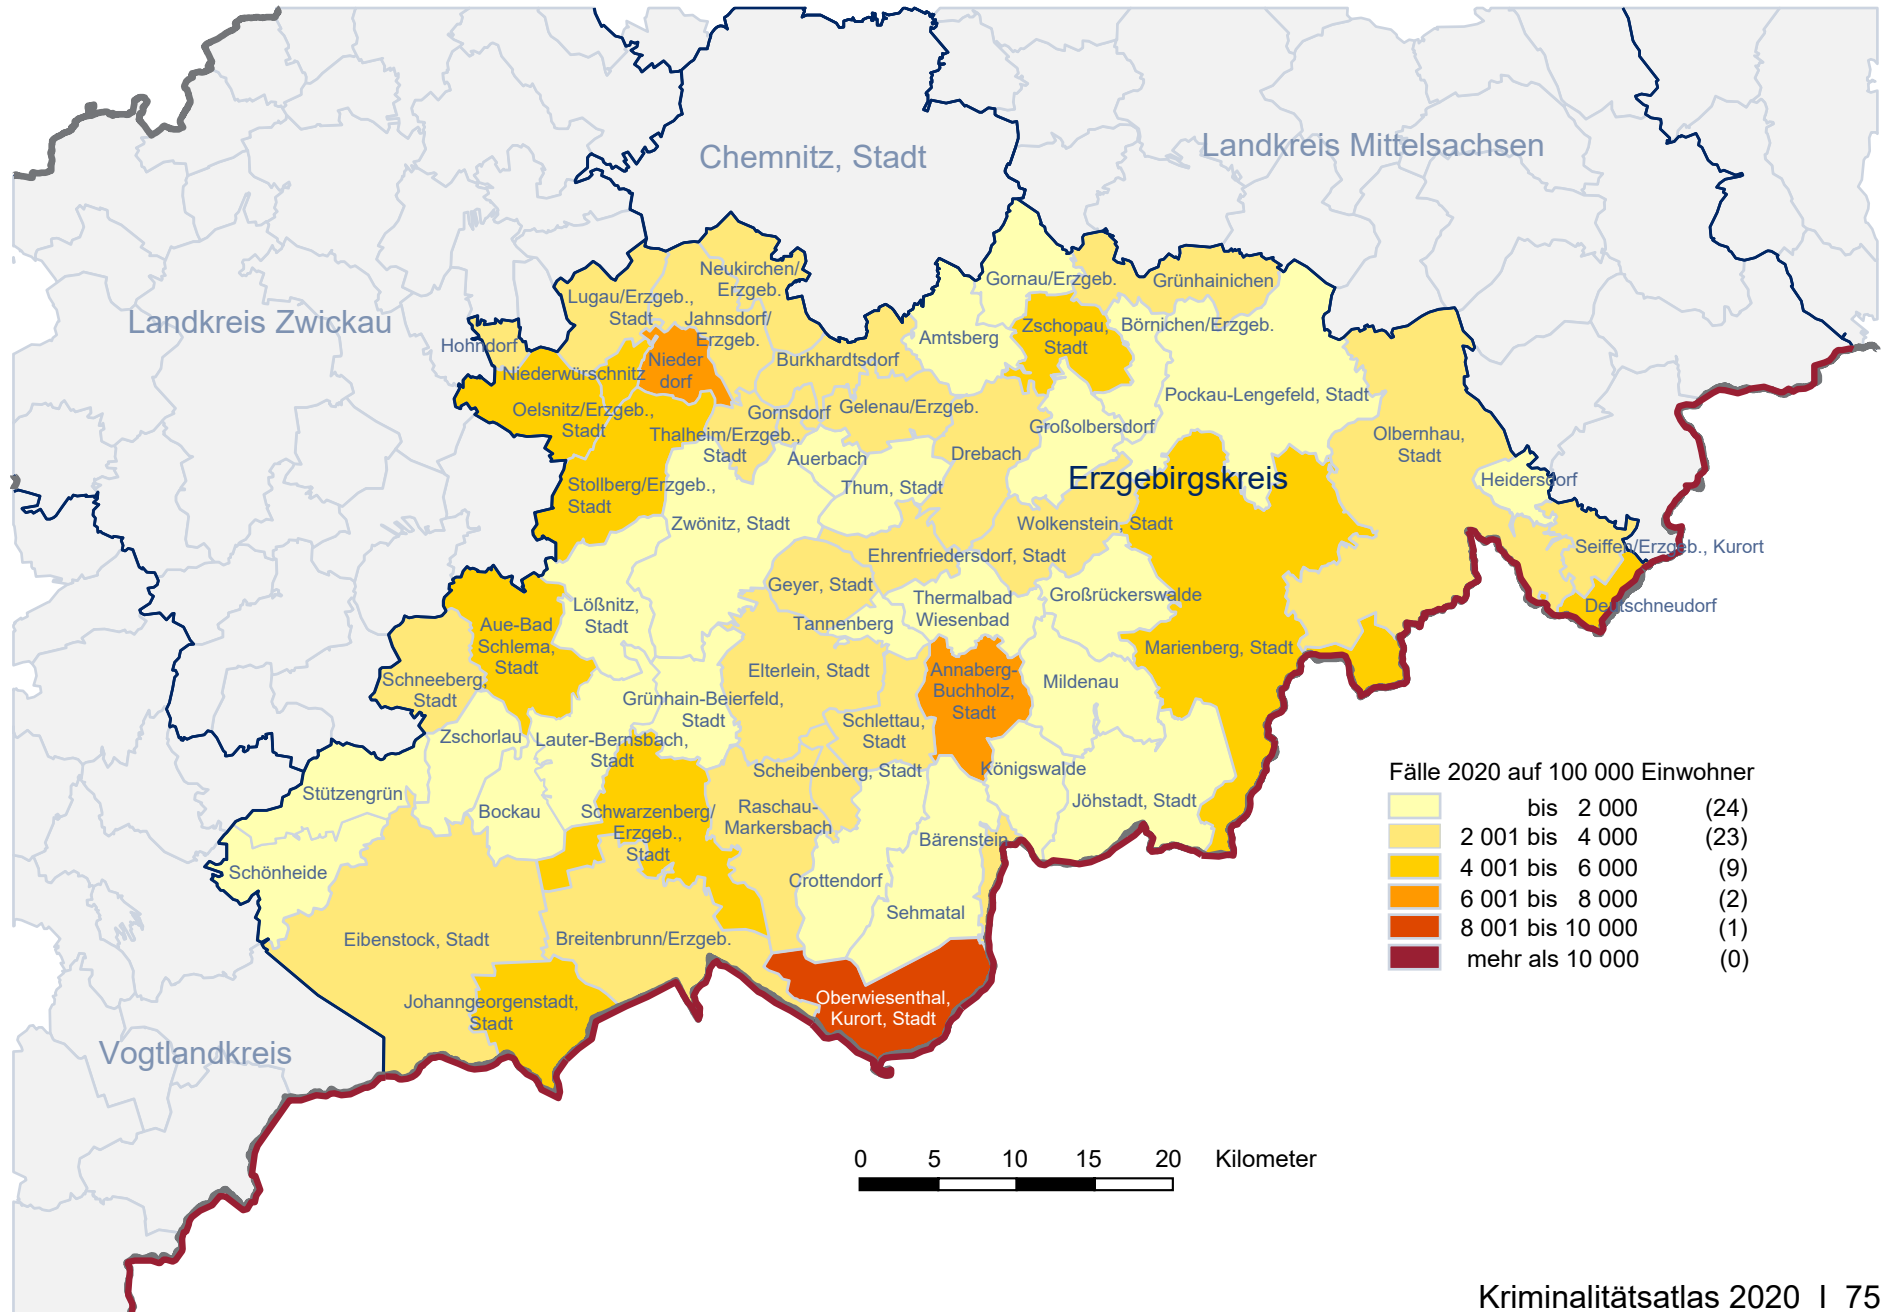 Chemnitz, Stadt
Landkreis Mittelsachsen
Landkreis Zwickau
Vogtlandkreis
Erzgebirgskreis
Neukirchen/
Erzgeb.
Lugau/Erzgeb.,
Stadt
Jahnsdorf/
Erzgeb.
Hohndorf
Niederwürschnitz
Nieder
dorf
Burkhardtsdorf
Amtsberg
Gornau/Erzgeb.
Grünhainichen
Zschopau,
Stadt
Börnichen/Erzgeb.
Pockau-Lengefeld, Stadt
Oelsnitz/Erzgeb.,
Stadt
Thalheim/Erzgeb.,
Stadt
Gornsdorf
Gelenau/Erzgeb.
Großolbersdorf
Drebach
Olbernhau,
Stadt
Auerbach
Thum, Stadt
Heidersdorf
Stollberg/Erzgeb.,
Stadt
Zwönitz, Stadt
Wolkenstein, Stadt
Seiffen/Erzgeb., Kurort
Deutschneudorf
Ehrenfriedersdorf, Stadt
Geyer, Stadt
Tannenberg
Thermalbad
Wiesenbad
Großrückerswalde
Lößnitz,
Stadt
Aue-Bad
Schlema,
Stadt
Schneeberg,
Stadt
Elterlein, Stadt
Annaberg-
Buchholz,
Stadt
Mildenau
Marienberg, Stadt
Grünhain-Beierfeld,
Stadt
Schlettau,
Stadt
Zschorlau
Lauter-Bernsbach,
Stadt
Scheibenberg, Stadt
Königswalde
Jöhstadt, Stadt
Stützengrün
Bockau
Schwarzenberg/
Erzgeb.,
Stadt
Raschau-
Markersbach
Bärenstein
Schönheide
Crottendorf
Sehmatal
Eibenstock, Stadt
Breitenbrunn/Erzgeb.
Johanngeorgenstadt,
Stadt
Oberwiesenthal,
Kurort, Stadt
Fälle 2020 auf 100 000 Einwohner
bis 2 000 (24)
2 001 bis 4 000 (23)
4 001 bis 6 000 (9)
6 001 bis 8 000 (2)
8 001 bis 10 000 (1)
mehr als 10 000 (0)
0 5 10 15 20 Kilometer
Kriminalitätsatlas 2020 I 75